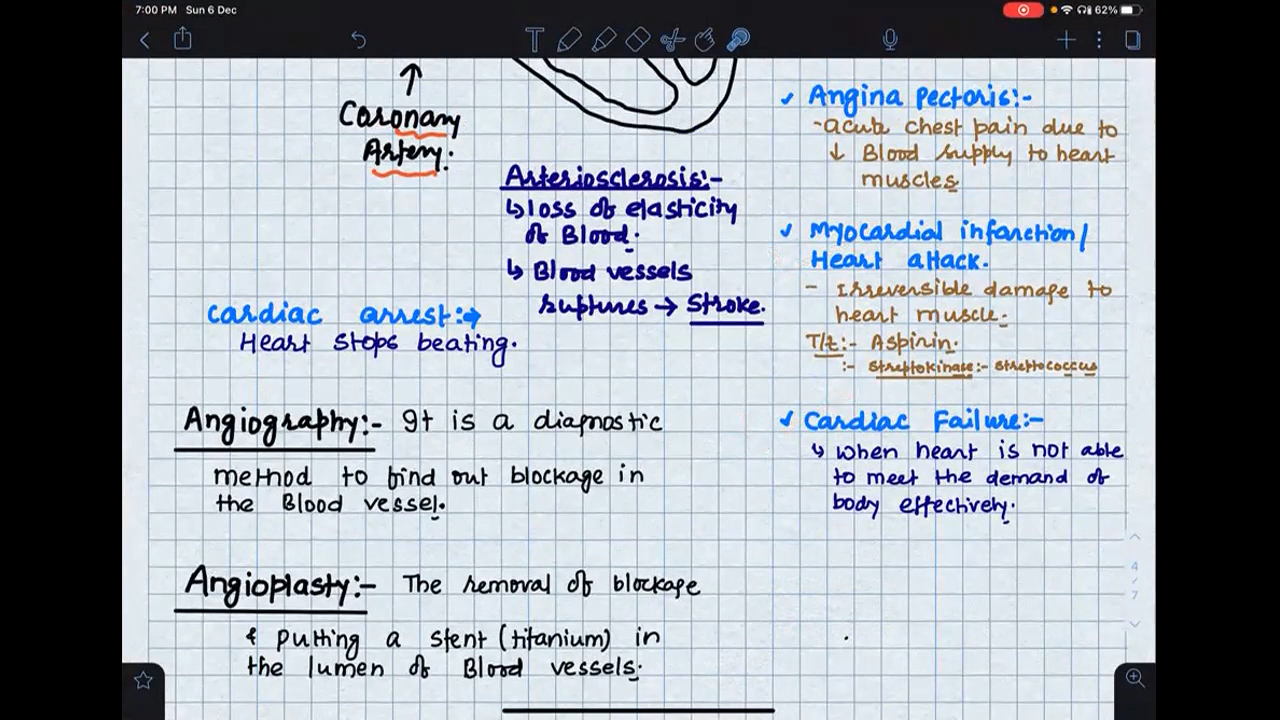 7:00 PM Sun 6 Dec
62%
T
Coronary
Artery.
Arteriosclerosis:-
↳ loss of elasticity
of Blood.
↳ Blood vessels
ruptures → Stroke.
Cardiac arrest:→
Heart stops beating.
Angiography:- It is a diagnostic
method to find out blockage in
the Blood vessel.
Angioplasty:- The removal of blockage
& putting a stent (titanium) in
the lumen of Blood vessels.
✓ Angina Pectoris:-
-acute chest pain due to
↓ Blood supply to heart
muscles
✓ Myocardial infarction/
Heart attack.
- Irreversible damage to
heart muscle.
T/t:- Aspirin.
:- Streptokinase:- Streptococcus
✓ Cardiac Failure:-
↳ when heart is not able
to meet the demand of
body effectively.
4
7